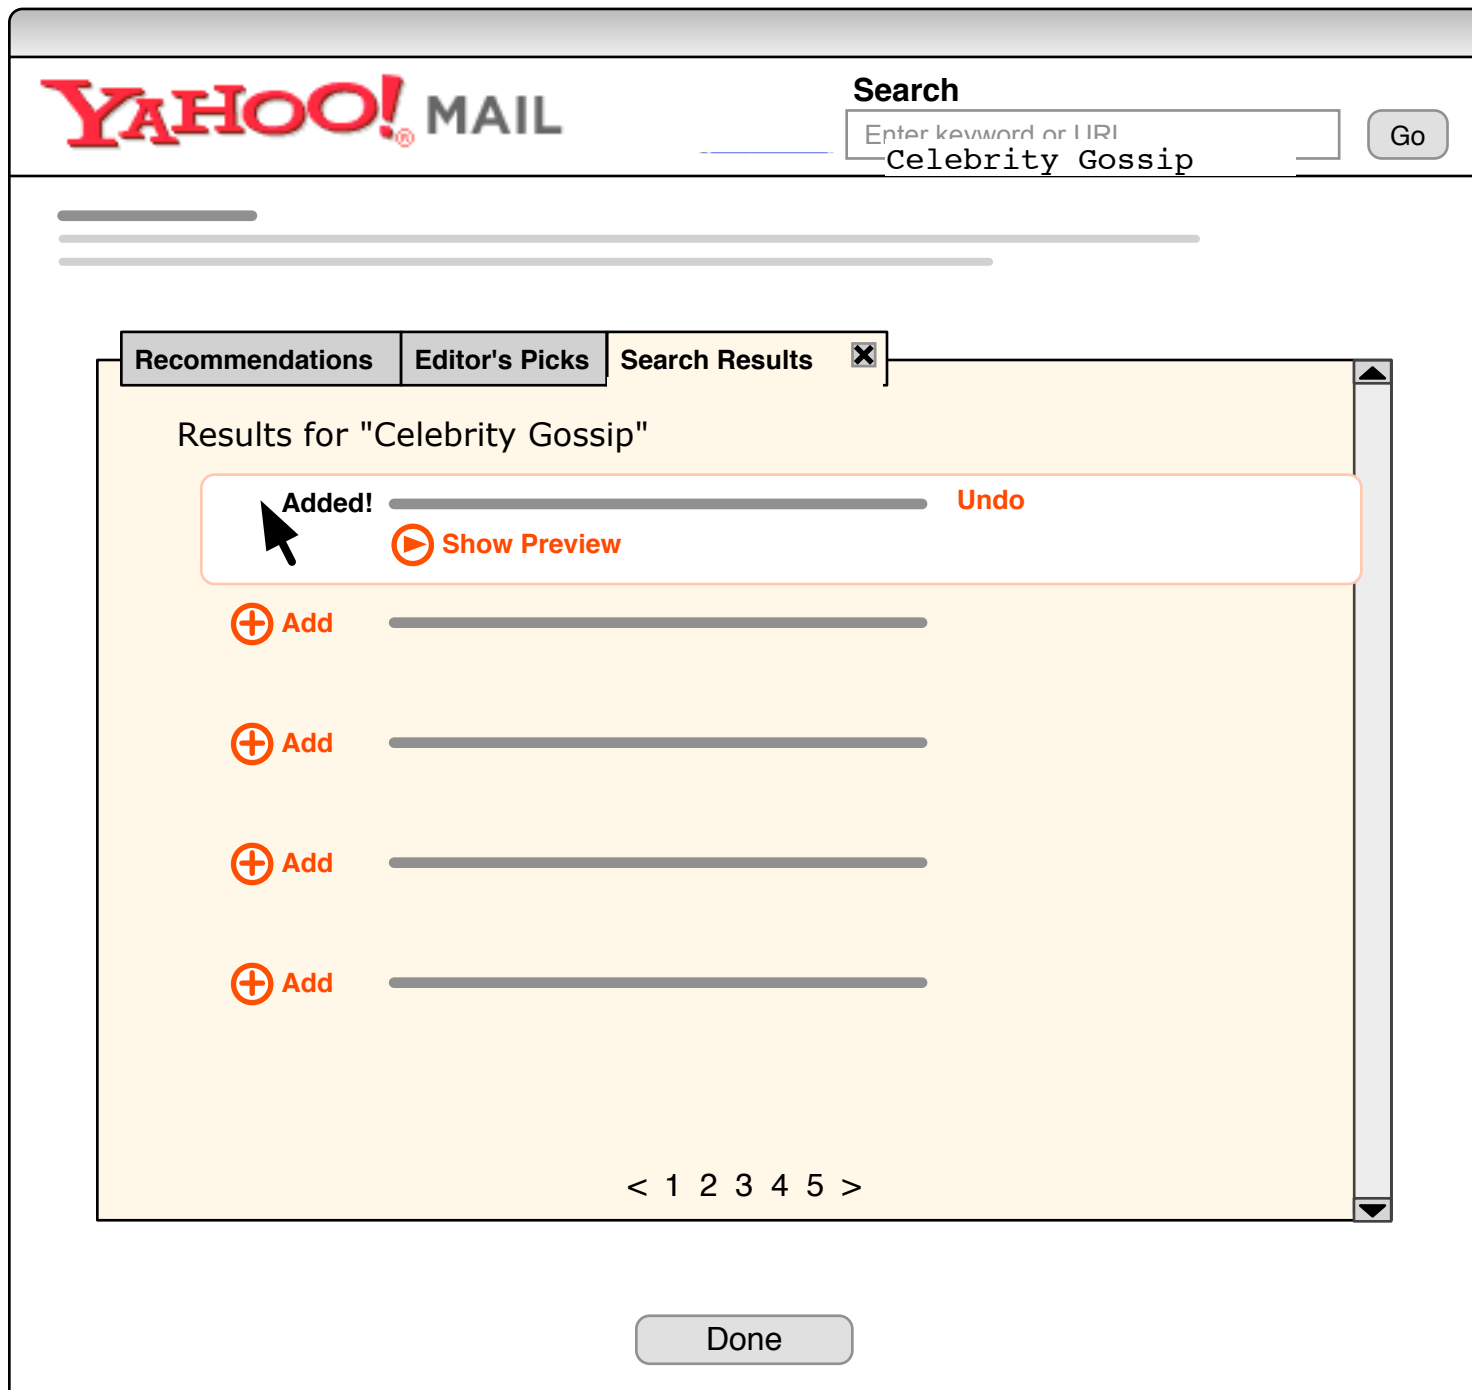 YAHOO!® MAIL
Search
Enter keyword or URL
Celebrity Gossip
Go
Recommendations
Editor's Picks
Search Results
Results for "Celebrity Gossip"
Added!
Undo
Show Preview
Add
Add
Add
Add
< 1 2 3 4 5 >
Done